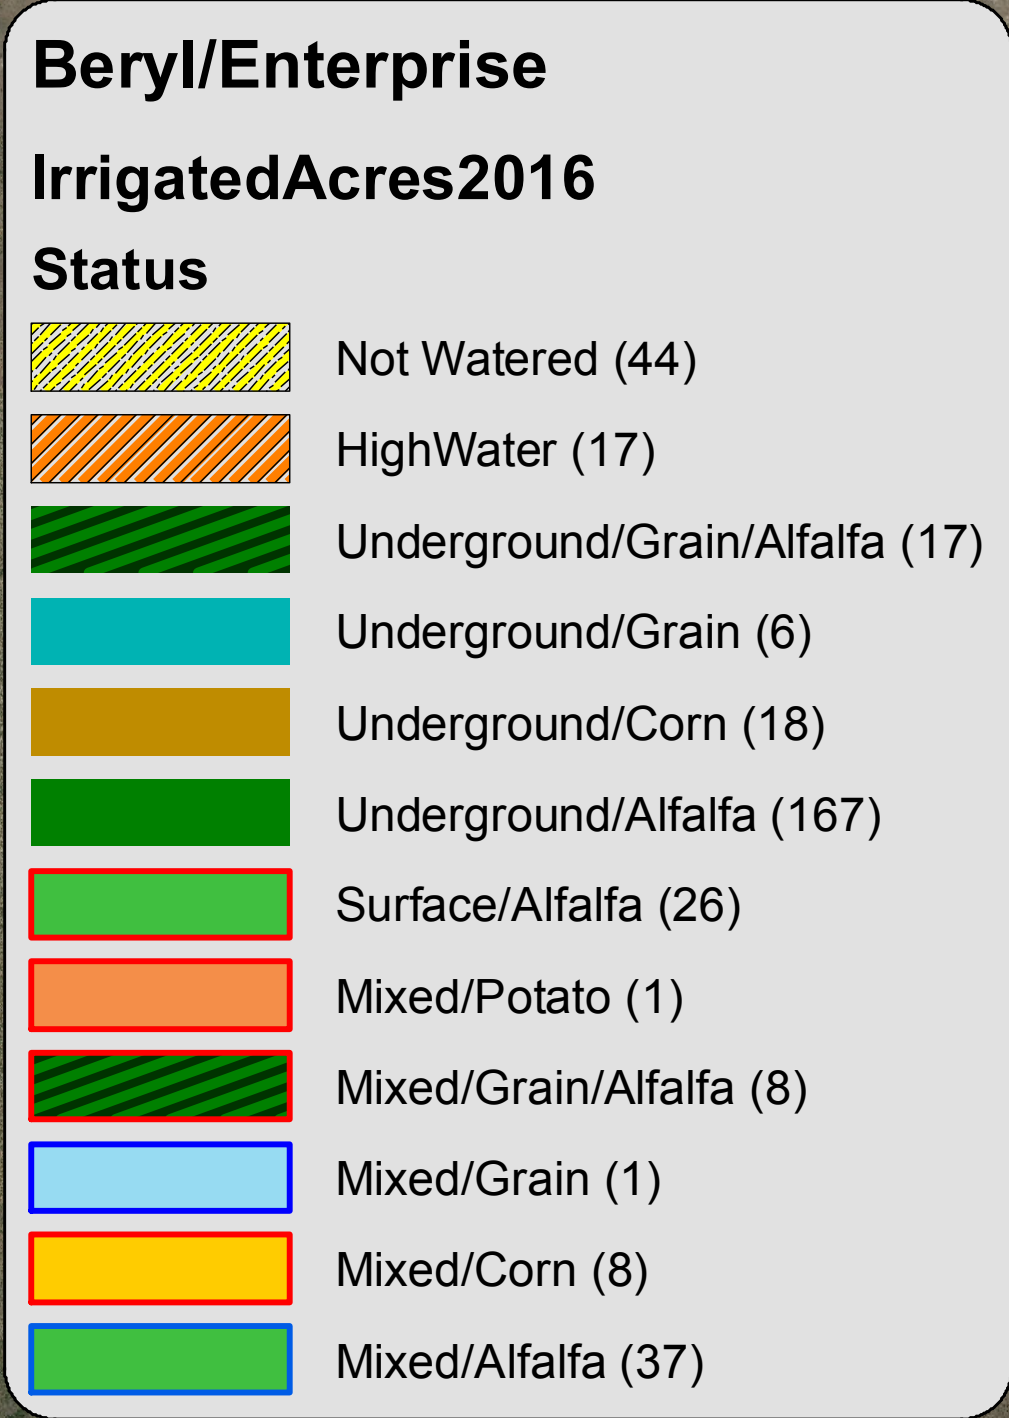 Beryl/Enterprise
IrrigatedAcres2016
Status
Not Watered (44)
HighWater (17)
Underground/Grain/Alfalfa (17)
Underground/Grain (6)
Underground/Corn (18)
Underground/Alfalfa (167)
Surface/Alfalfa (26)
Mixed/Potato (1)
Mixed/Grain/Alfalfa (8)
Mixed/Grain (1)
Mixed/Corn (8)
Mixed/Alfalfa (37)